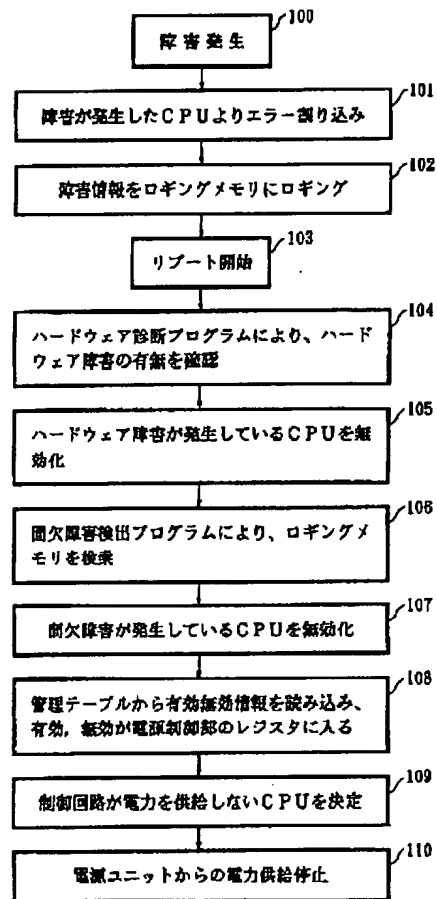 100
障害発生
101
障害が発生したCPUよりエラー割り込み
102
障害情報をロギングメモリにロギング
103
リブート開始
104
ハードウェア診断プログラムにより、ハード
ウェア障害の有無を確認
105
ハードウェア障害が発生しているCPUを無
効化
106
間欠障害検出プログラムにより、ロギングメ
モリを検索
107
間欠障害が発生しているCPUを無効化
108
管理テーブルから有効無効情報を読み込み、
有効,無効が電源制御部のレジスタに入る
109
制御回路が電力を供給しないCPUを決定
110
電源ユニットからの電力供給停止